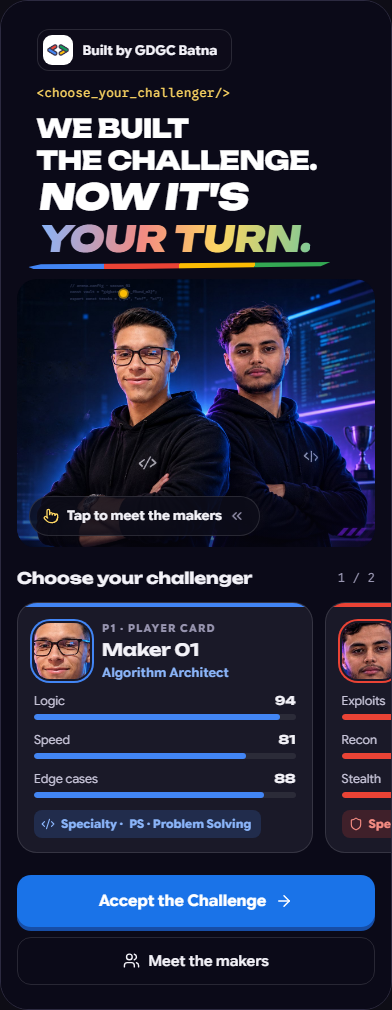 Built by GDGC Batna
<choose_your_challenger/>
WE BUILT
THE CHALLENGE.
NOW IT'S
YOUR TURN.
</>
<|>
Tap to meet the makers «
Choose your challenger
1 / 2
P1 · PLAYER CARD
Maker 01
Algorithm Architect
Logic 94
Speed 81
Edge cases 88
</> Specialty · PS · Problem Solving
Exploits
Recon
Stealth
Spe
Accept the Challenge →
Meet the makers